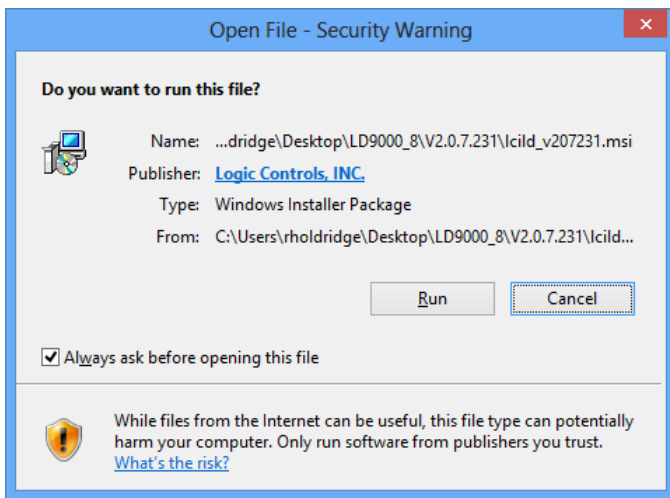 Open File - Security Warning
Do you want to run this file?
Name: ...dridge\Desktop\LD9000_8\V2.0.7.231\lcild_v207231.msi
Publisher: Logic Controls, INC.
Type: Windows Installer Package
From: C:\Users\rholdridge\Desktop\LD9000_8\V2.0.7.231\lcild...
Run Cancel
Always ask before opening this file
While files from the Internet can be useful, this file type can potentially
harm your computer. Only run software from publishers you trust.
What's the risk?